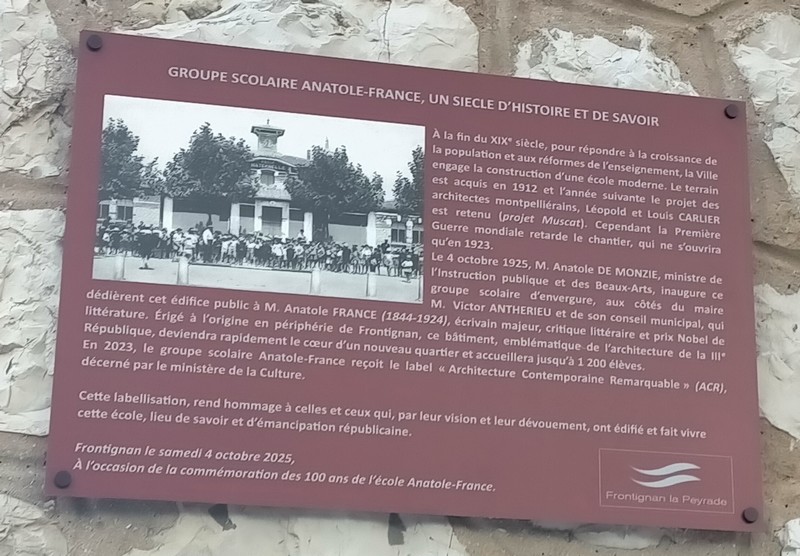 GROUPE SCOLAIRE ANATOLE-FRANCE, UN SIECLE D'HISTOIRE ET DE SAVOIR
À la fin du XIXe siècle, pour répondre à la croissance de
la population et aux réformes de l'enseignement, la Ville
engage la construction d'une école moderne. Le terrain
est acquis en 1912 et l'année suivante le projet des
architectes montpelliérains, Léopold et Louis CARLIER
est retenu (projet Muscat). Cependant la Première
Guerre mondiale retarde le chantier, qui ne s'ouvrira
qu'en 1923.
Le 4 octobre 1925, M. Anatole DE MONZIE, ministre de
l'Instruction publique et des Beaux-Arts, inaugure ce
groupe scolaire d'envergure, aux côtés du maire
M. Victor ANTHERIEU et de son conseil municipal, qui
dédièrent cet édifice public à M. Anatole FRANCE (1844-1924), écrivain majeur, critique littéraire et prix Nobel de
littérature. Érigé à l'origine en périphérie de Frontignan, ce bâtiment, emblématique de l'architecture de la IIIe
République, deviendra rapidement le cœur d'un nouveau quartier et accueillera jusqu'à 1 200 élèves.
En 2023, le groupe scolaire Anatole-France reçoit le label « Architecture Contemporaine Remarquable » (ACR),
décerné par le ministère de la Culture.
Cette labellisation, rend hommage à celles et ceux qui, par leur vision et leur dévouement, ont édifié et fait vivre
cette école, lieu de savoir et d'émancipation républicaine.
Frontignan le samedi 4 octobre 2025,
À l'occasion de la commémoration des 100 ans de l'école Anatole-France.
Frontignan la Peyrade